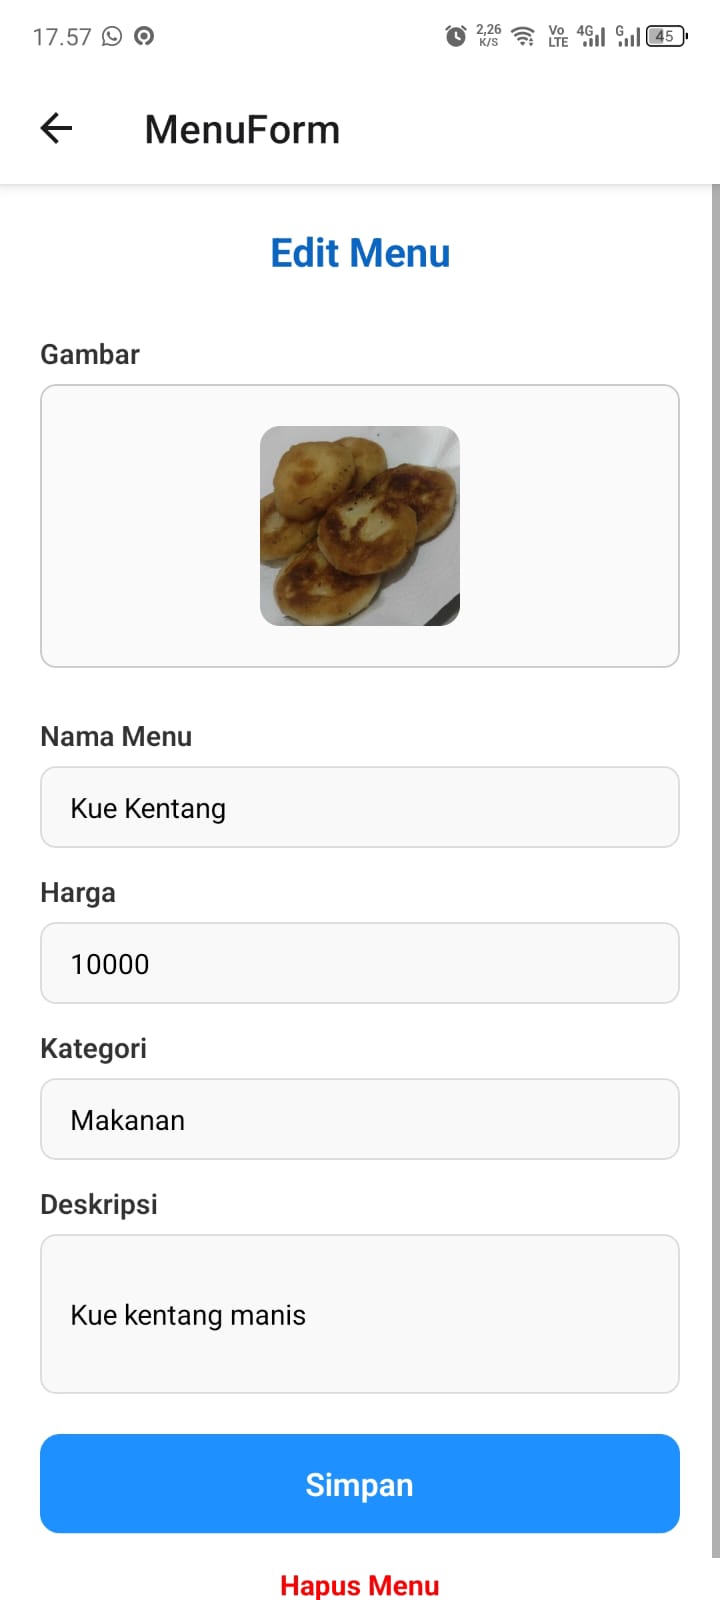 17.57
2,26
K/S
Vo
LTE
4G
G
45
MenuForm
Edit Menu
Gambar
Nama Menu
Kue Kentang
Harga
10000
Kategori
Makanan
Deskripsi
Kue kentang manis
Simpan
Hapus Menu